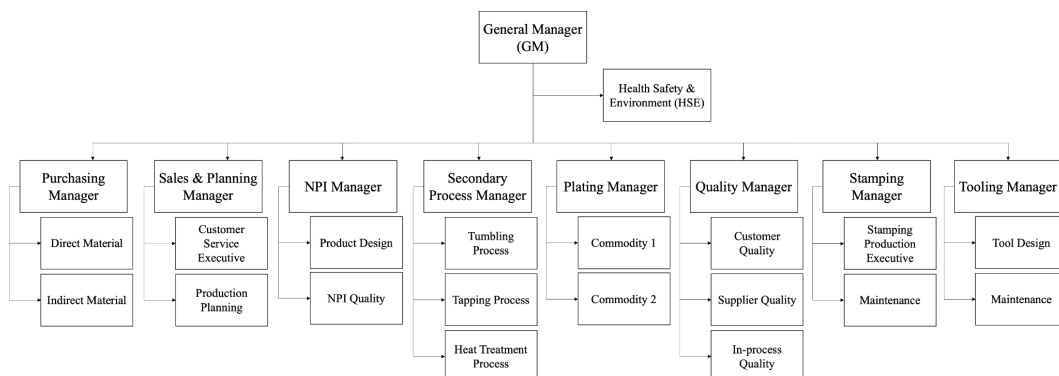 General Manager
(GM)
Health Safety &
Environment (HSE)
Purchasing
Manager
Sales & Planning
Manager
NPI Manager
Secondary
Process Manager
Plating Manager
Quality Manager
Stamping
Manager
Tooling Manager
Direct Material
Customer
Service
Executive
Product Design
Tumbling
Process
Commodity 1
Customer
Quality
Stamping
Production
Executive
Tool Design
Indirect Material
Production
Planning
NPI Quality
Tapping Process
Commodity 2
Supplier Quality
Maintenance
Maintenance
Heat Treatment
Process
In-process
Quality